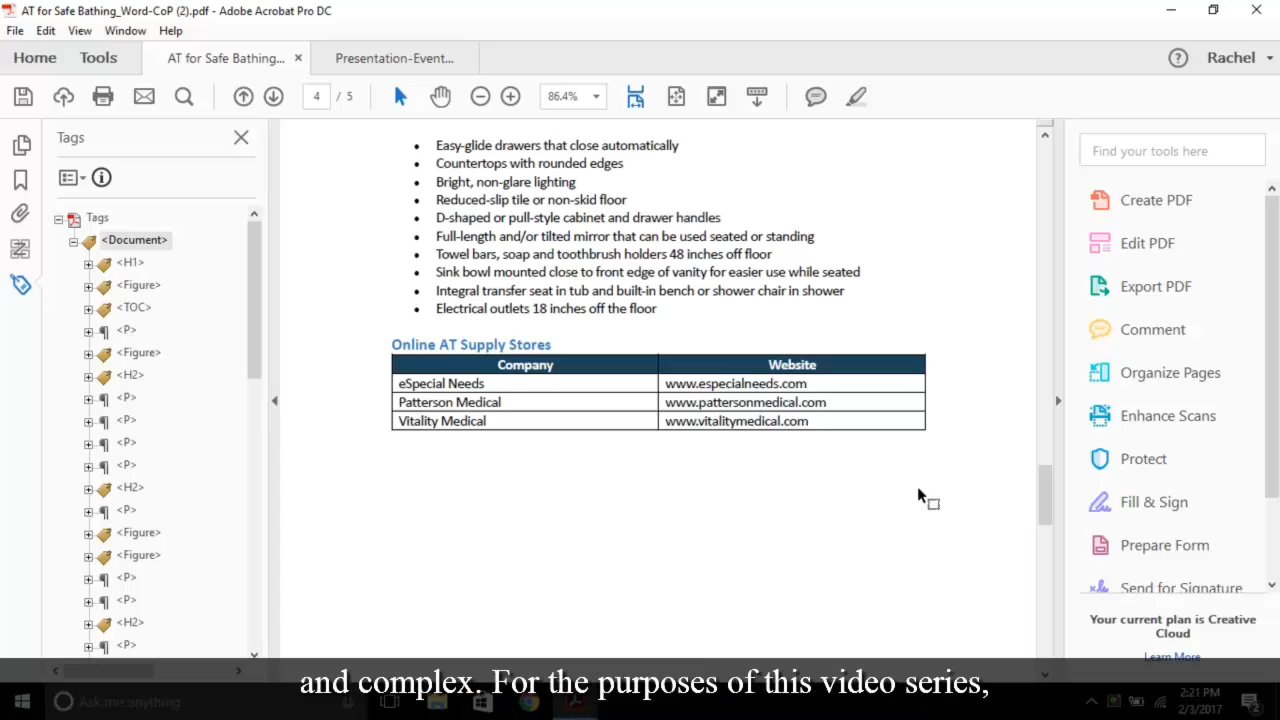 AT for Safe Bathing_Word-CoP (2).pdf - Adobe Acrobat Pro DC
File Edit View Window Help
Home Tools AT for Safe Bathing... × Presentation-Event... Rachel
4 / 5 86.4%
Tags
Tags
<Document>
<H1>
<Figure>
<TOC>
<P>
<Figure>
<H2>
<P>
<P>
<P>
<P>
<H2>
<P>
<Figure>
<Figure>
<P>
<P>
<H2>
<P>
• Easy-glide drawers that close automatically
• Countertops with rounded edges
• Bright, non-glare lighting
• Reduced-slip tile or non-skid floor
• D-shaped or pull-style cabinet and drawer handles
• Full-length and/or tilted mirror that can be used seated or standing
• Towel bars, soap and toothbrush holders 48 inches off floor
• Sink bowl mounted close to front edge of vanity for easier use while seated
• Integral transfer seat in tub and built-in bench or shower chair in shower
• Electrical outlets 18 inches off the floor
Online AT Supply Stores
Company Website
eSpecial Needs www.especialneeds.com
Patterson Medical www.pattersonmedical.com
Vitality Medical www.vitalitymedical.com
Find your tools here
Create PDF
Edit PDF
Export PDF
Comment
Organize Pages
Enhance Scans
Protect
Fill & Sign
Prepare Form
Send for Signature
Your current plan is Creative
Cloud
Learn More
and complex. For the purposes of this video series,
Ask me anything
2:21 PM
2/3/2017
2